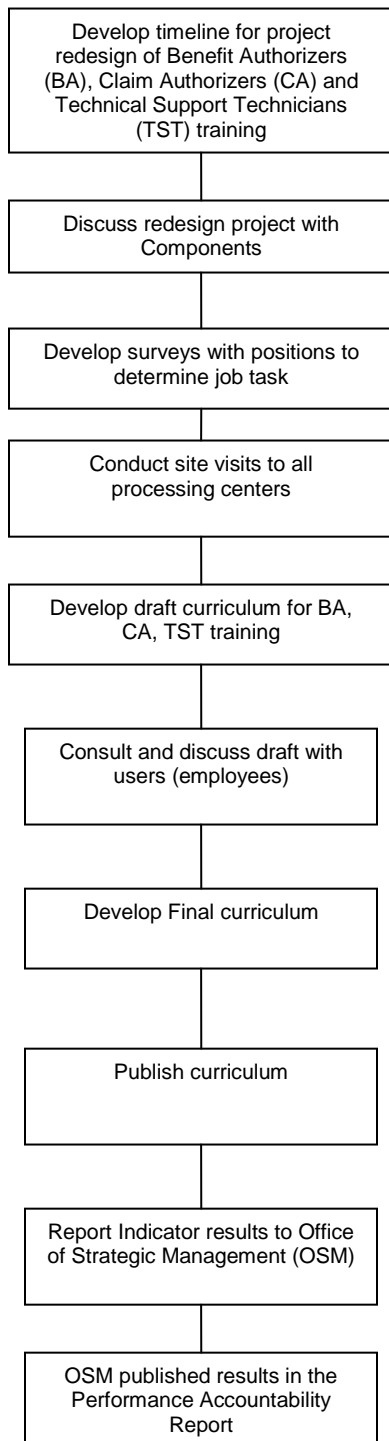 Develop timeline for project
redesign of Benefit Authorizers
(BA), Claim Authorizers (CA) and
Technical Support Technicians
(TST) training
Discuss redesign project with
Components
Develop surveys with positions to
determine job task
Conduct site visits to all
processing centers
Develop draft curriculum for BA,
CA, TST training
Consult and discuss draft with
users (employees)
Develop Final curriculum
Publish curriculum
Report Indicator results to Office
of Strategic Management (OSM)
OSM published results in the
Performance Accountability
Report